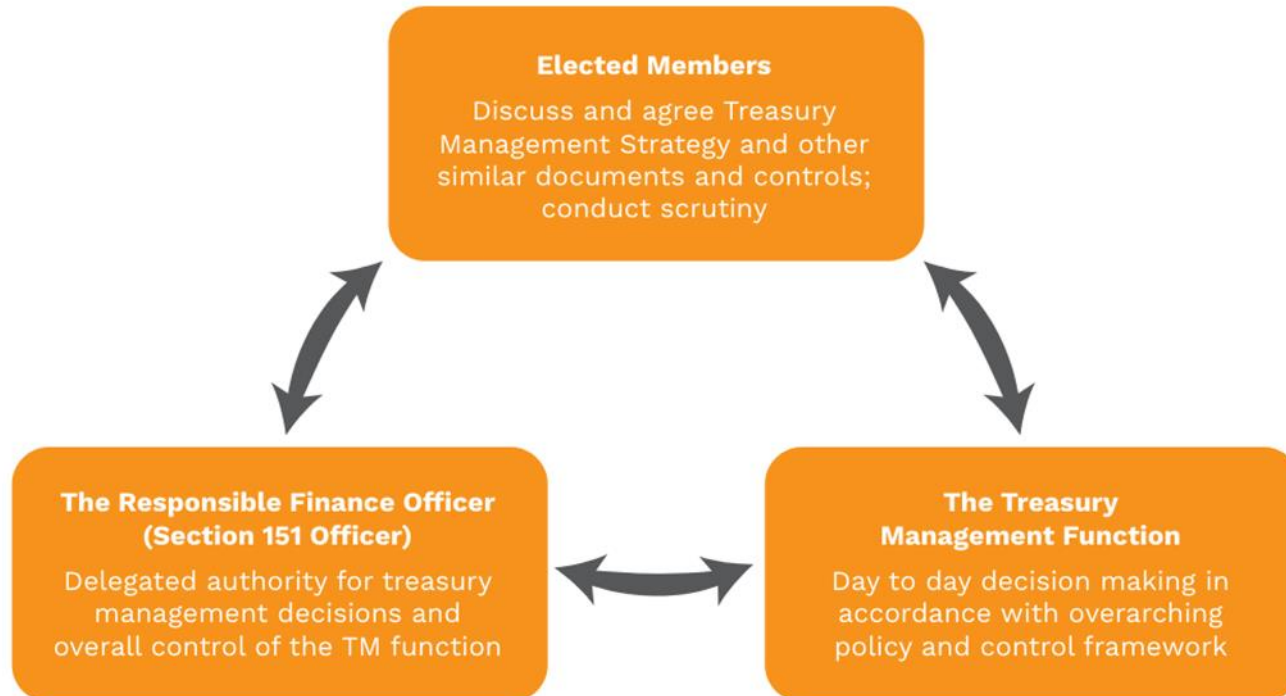 Elected Members
Discuss and agree Treasury
Management Strategy and other
similar documents and controls;
conduct scrutiny
The Responsible Finance Officer
(Section 151 Officer)
Delegated authority for treasury
management decisions and
overall control of the TM function
The Treasury
Management Function
Day to day decision making in
accordance with overarching
policy and control framework